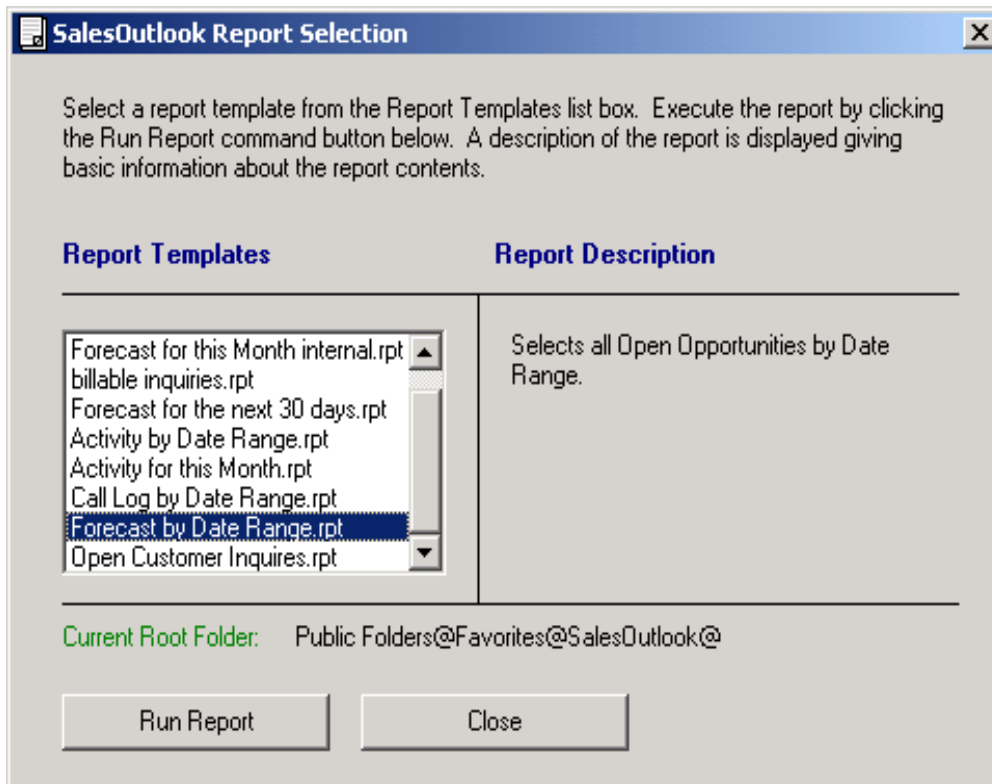 SalesOutlook Report Selection
Select a report template from the Report Templates list box.  Execute the report by clicking
the Run Report command button below.  A description of the report is displayed giving
basic information about the report contents.
Report Templates
Report Description
Forecast for this Month internal.rpt
billable inquiries.rpt
Forecast for the next 30 days.rpt
Activity by Date Range.rpt
Activity for this Month.rpt
Call Log by Date Range.rpt
Forecast by Date Range.rpt
Open Customer Inquires.rpt
Selects all Open Opportunities by Date
Range.
Current Root Folder: Public Folders@Favorites@SalesOutlook@
Run Report
Close